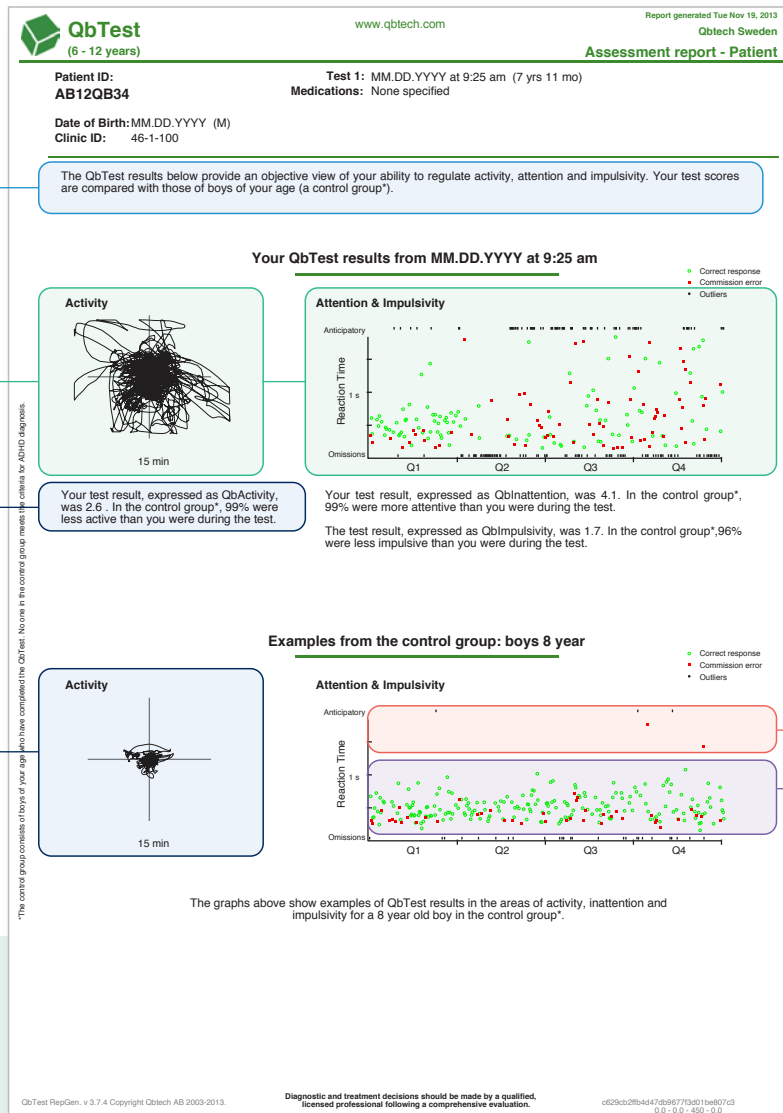 QbTest
(6 - 12 years)
www.qbtech.com
Report generated Tue Nov 19, 2013
Qbtech Sweden
Assessment report - Patient
Patient ID:
AB12QB34
Test 1: MM.DD.YYYY at 9:25 am (7 yrs 11 mo)
Medications: None specified
Date of Birth: MM.DD.YYYY (M)
Clinic ID: 46-1-100
The QbTest results below provide an objective view of your ability to regulate activity, attention and impulsivity. Your test scores
are compared with those of boys of your age (a control group*).
Your QbTest results from MM.DD.YYYY at 9:25 am
Correct response
Commission error
Outliers
Activity
15 min
Attention & Impulsivity
Anticipatory
Reaction Time
1 s
Omissions
Q1 Q2 Q3 Q4
Your test result, expressed as QbActivity,
was 2.6 . In the control group*, 99% were
less active than you were during the test.
Your test result, expressed as QbInattention, was 4.1. In the control group*,
99% were more attentive than you were during the test.
The test result, expressed as QbImpulsivity, was 1.7. In the control group*,96%
were less impulsive than you were during the test.
Examples from the control group: boys 8 year
Correct response
Commission error
Outliers
Activity
15 min
Attention & Impulsivity
Anticipatory
Reaction Time
1 s
Omissions
Q1 Q2 Q3 Q4
The graphs above show examples of QbTest results in the areas of activity, inattention and
impulsivity for a 8 year old boy in the control group*.
*The control group consists of boys of your age who have completed the QbTest. No one in the control group meets the criteria for ADHD diagnosis.
QbTest RepGen. v 3.7.4 Copyright Qbtech AB 2003-2013.
Diagnostic and treatment decisions should be made by a qualified,
licensed professional following a comprehensive evaluation.
c629cb2ffb4d47db9677f3d01be807c3
0.0 - 0.0 - 450 - 0.0